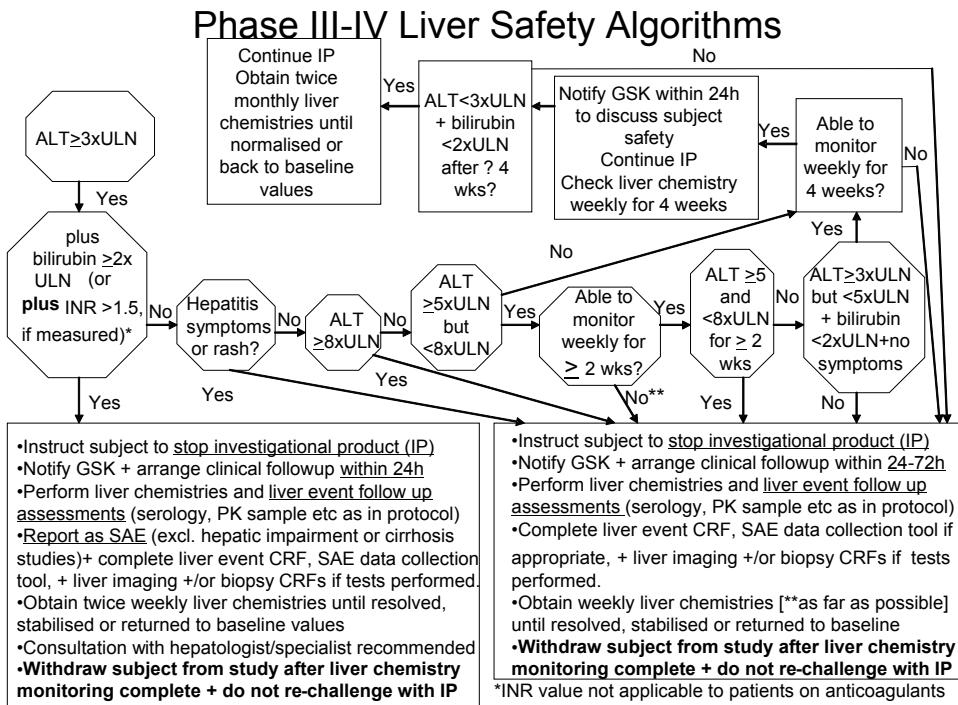 Phase III-IV Liver Safety Algorithms
ALT≥3xULN
Yes
plus
bilirubin ≥2x
ULN (or
plus INR >1.5,
if measured)*
No
Yes
Hepatitis
symptoms
or rash?
No
Yes
ALT
≥8xULN
No
Yes
ALT
≥5xULN
but
<8xULN
No
Yes
Able to
monitor
weekly for
≥ 2 wks?
Yes
No**
ALT ≥5
and
<8xULN
for ≥ 2
wks
No
Yes
ALT≥3xULN
but <5xULN
+ bilirubin
<2xULN+no
symptoms
Yes
No
Able to
monitor
weekly for
4 weeks?
No
Yes
Notify GSK within 24h
to discuss subject
safety
Continue IP
Check liver chemistry
weekly for 4 weeks
ALT<3xULN
+ bilirubin
<2xULN
after ? 4
wks?
No
Yes
Continue IP
Obtain twice
monthly liver
chemistries until
normalised or
back to baseline
values
•Instruct subject to stop investigational product (IP)
•Notify GSK + arrange clinical followup within 24h
•Perform liver chemistries and liver event follow up
assessments (serology, PK sample etc as in protocol)
•Report as SAE (excl. hepatic impairment or cirrhosis
studies)+ complete liver event CRF, SAE data collection
tool, + liver imaging +/or biopsy CRFs if tests performed.
•Obtain twice weekly liver chemistries until resolved,
stabilised or returned to baseline values
•Consultation with hepatologist/specialist recommended
•Withdraw subject from study after liver chemistry
monitoring complete + do not re-challenge with IP
•Instruct subject to stop investigational product (IP)
•Notify GSK + arrange clinical followup within 24-72h
•Perform liver chemistries and liver event follow up
assessments (serology, PK sample etc as in protocol)
•Complete liver event CRF, SAE data collection tool if
appropriate, + liver imaging +/or biopsy CRFs if tests
performed.
•Obtain weekly liver chemistries [**as far as possible]
until resolved, stabilised or returned to baseline
•Withdraw subject from study after liver chemistry
monitoring complete + do not re-challenge with IP
*INR value not applicable to patients on anticoagulants